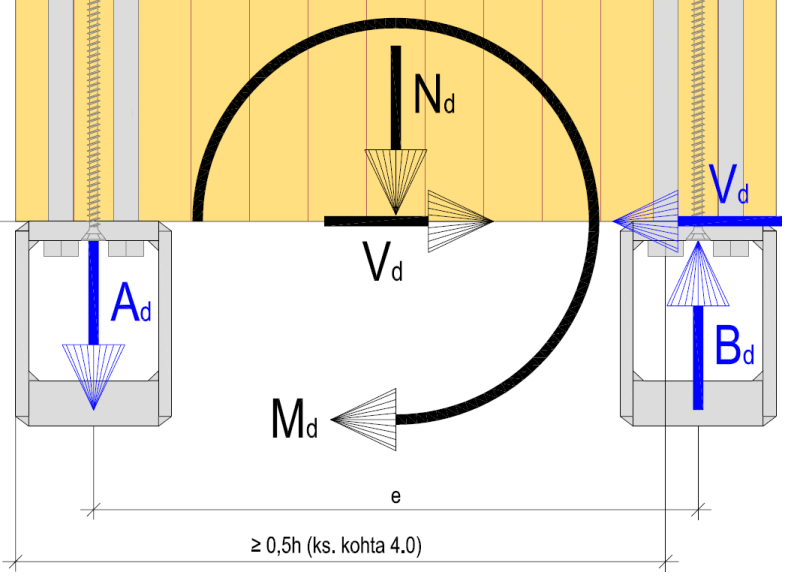 Nd
Vd
Vd
Ad
Bd
Md
e
≥ 0,5h (ks. kohta 4.0)